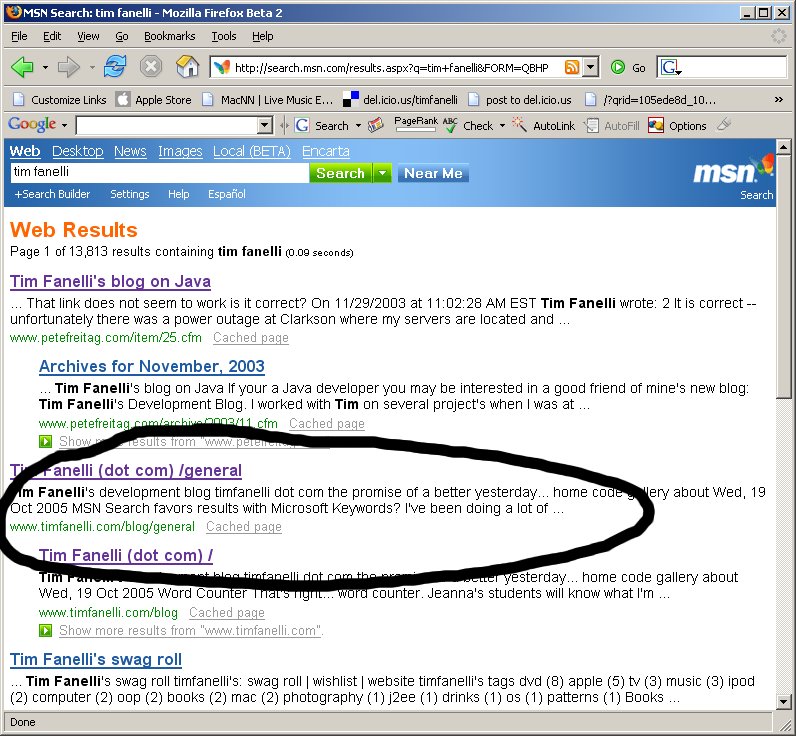 MSN Search: tim fanelli - Mozilla Firefox Beta 2
File Edit View Go Bookmarks Tools Help
http://search.msn.com/results.aspx?q=tim+fanelli&FORM=QBHP Go G
Customize Links Apple Store MacNN | Live Music E... del.icio.us/timfanelli post to del.icio.us /?qrid=105ede8d_10... »
Google G Search PageRank ABC Check AutoLink AutoFill Options
Web Desktop News Images Local (BETA) Encarta
tim fanelli Search Near Me
msn
+Search Builder Settings Help Español Search
Web Results
Page 1 of 13,813 results containing tim fanelli (0.09 seconds)
Tim Fanelli's blog on Java
... That link does not seem to work is it correct? On 11/29/2003 at 11:02:28 AM EST Tim Fanelli wrote: 2 It is correct --
unfortunately there was a power outage at Clarkson where my servers are located and ...
www.petefreitag.com/item/25.cfm Cached page
Archives for November, 2003
... Tim Fanelli's blog on Java If your a Java developer you may be interested in a good friend of mine's new blog:
Tim Fanelli's Development Blog. I worked with Tim on several project's when I was at ...
www.petefreitag.com/archive/2003/11.cfm Cached page
Show more results from "www.petefreitag
Tim Fanelli (dot com) /general
Tim Fanelli's development blog timfanelli dot com the promise of a better yesterday... home code gallery about Wed, 19
Oct 2005 MSN Search favors results with Microsoft Keywords? I've been doing a lot of ...
www.timfanelli.com/blog/general Cached page
Tim Fanelli (dot com) /
Tim Fanelli's development blog timfanelli dot com the promise of a better yesterday... home code gallery about
Wed, 19 Oct 2005 Word Counter That's right... word counter. Jeanna's students will know what I'm ...
www.timfanelli.com/blog Cached page
Show more results from "www.timfanelli.com".
Tim Fanelli's swag roll
... Tim Fanelli's swag roll timfanelli's: swag roll | wishlist | website timfanelli's tags dvd (8) apple (5) tv (3) music (3) ipod
(2) computer (2) oop (2) books (2) mac (2) photography (1) j2ee (1) drinks (1) os (1) patterns (1) Books ...
Done